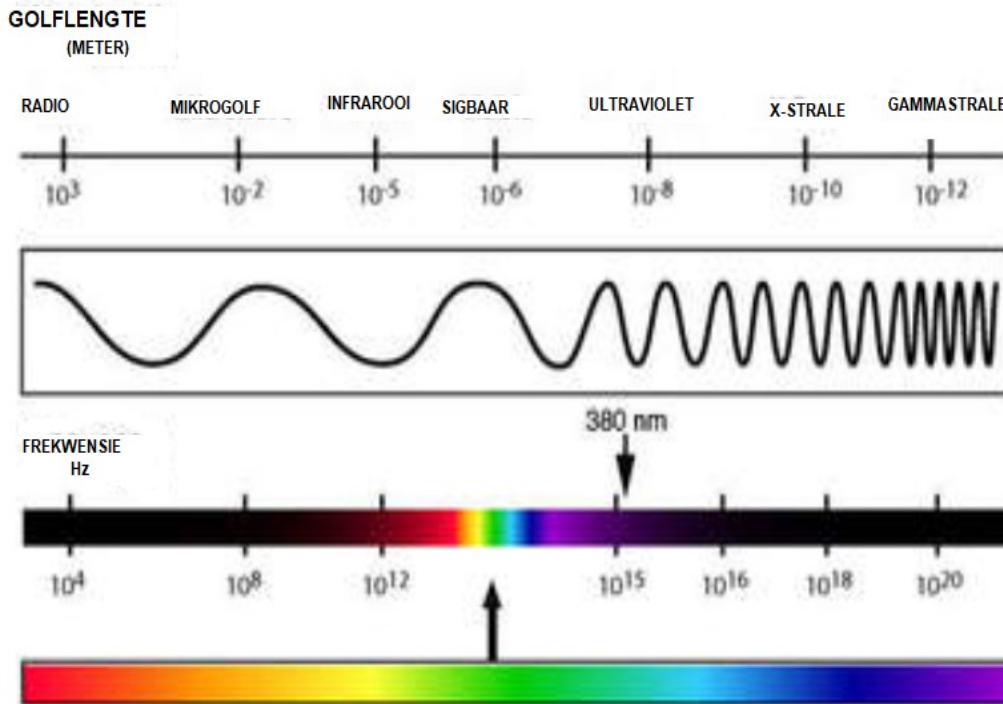 GOLFLENGTE
(METER)
RADIO MIKROGOLF INFRAROOI SIGBAAR ULTRAVIOLET X-STRALE GAMMASTRALE
10³ 10⁻² 10⁻⁵ 10⁻⁶ 10⁻⁸ 10⁻¹⁰ 10⁻¹²
380 nm
FREKWENSIE
Hz
10⁴ 10⁸ 10¹² 10¹⁵ 10¹⁶ 10¹⁸ 10²⁰